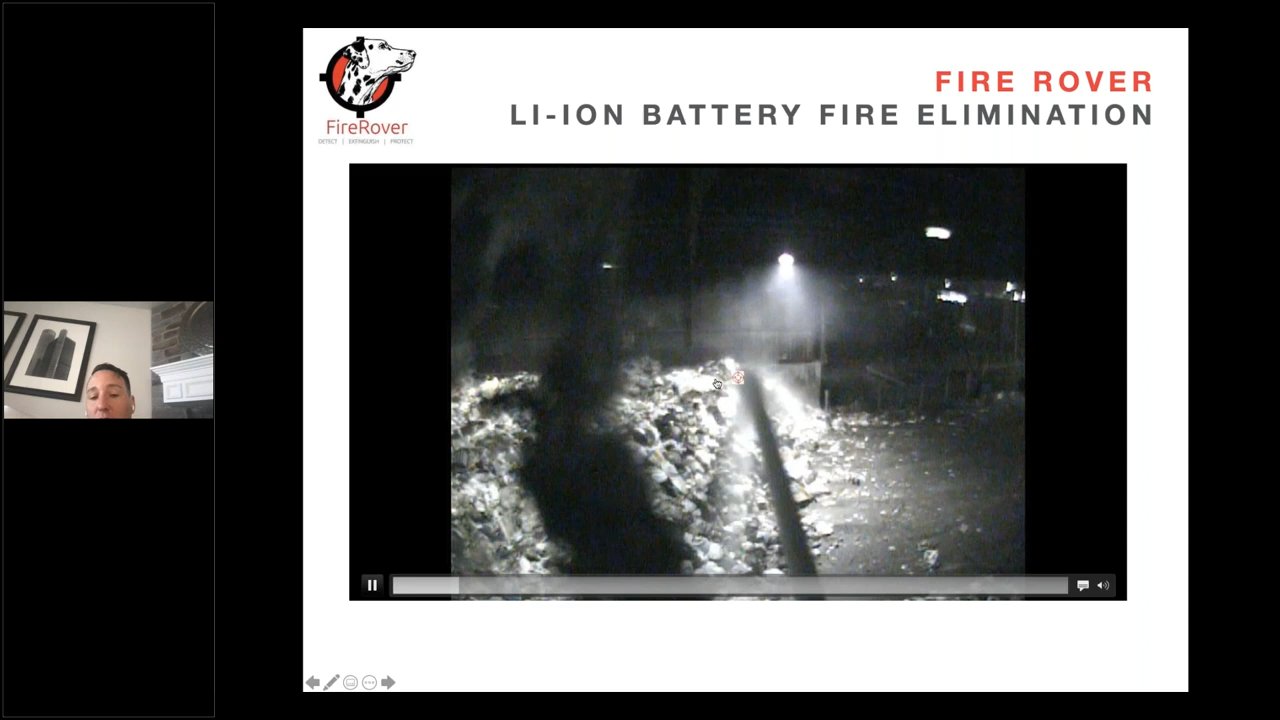 FIRE ROVER
LI-ION BATTERY FIRE ELIMINATION
FireRover
DETECT | EXTINGUISH | PROTECT